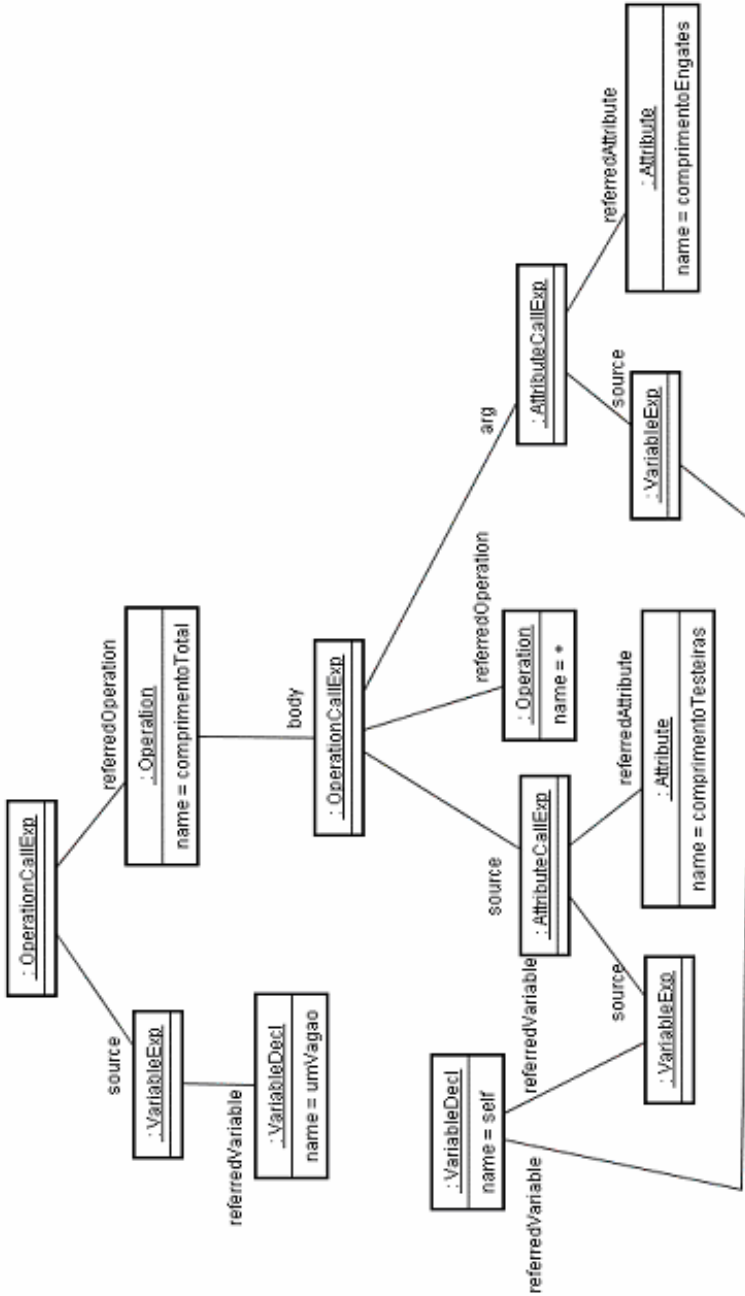 : OperationCallExp
source
referredOperation
: VariableExp
: Operation
name = comprimentoTotal
referredVariable
: VariableDecl
name = umVagao
body
: OperationCallExp
arg
: VariableDecl
name = self
source
referredOperation
referredVariable
referredVariable
: AttributeCallExp
: Operation
name = +
: AttributeCallExp
source
referredAttribute
source
referredAttribute
: VariableExp
: Attribute
name = comprimentoTesteiras
: VariableExp
: Attribute
name = comprimentoEngates